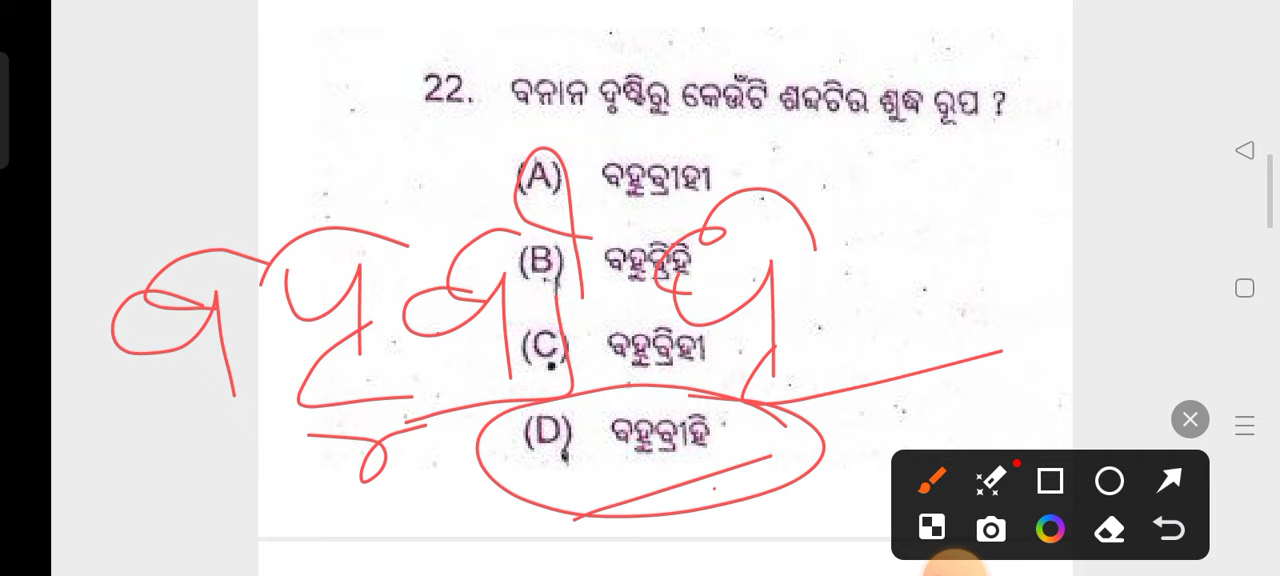 22. ବନାନ ଦୃଷ୍ଟିରୁ କେଉଁଟି ଶବ୍ଦଟିର ଶୁଦ୍ଧ ରୂପ ?
(A) ବହୁବ୍ରୀହୀ
(B) ବହୁବ୍ରିହି
(C) ବହୁବ୍ରିହୀ
(D) ବହୁବ୍ରୀହି